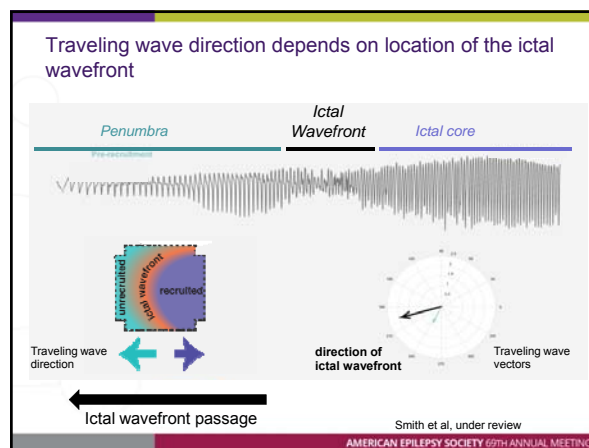 Traveling wave direction depends on location of the ictal
wavefront
Ictal
Wavefront
Penumbra
Ictal core
Pre-recruitment
unrecruited
ictal wavefront
recruited
Traveling wave
direction
direction of
ictal wavefront
Traveling wave
vectors
Ictal wavefront passage
Smith et al, under review
AMERICAN EPILEPSY SOCIETY 69TH ANNUAL MEETING